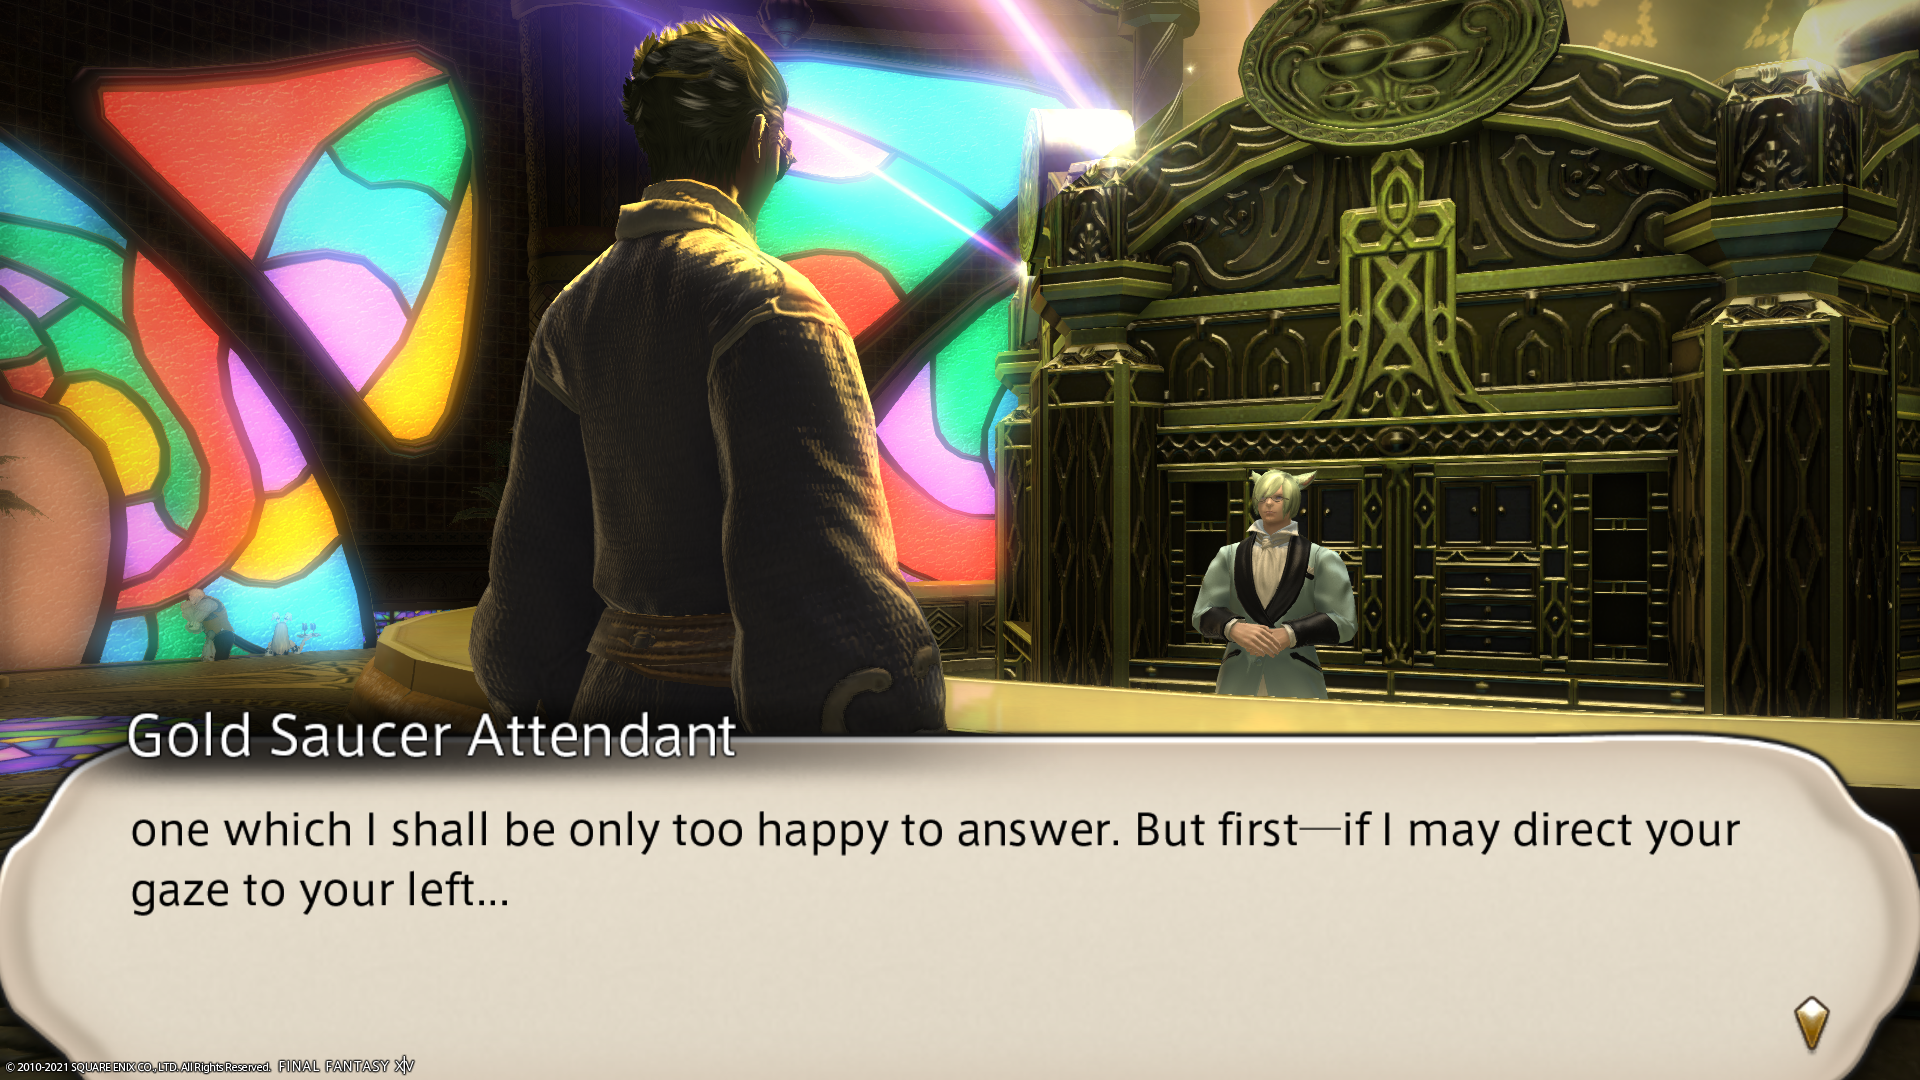 Gold Saucer Attendant
one which I shall be only too happy to answer. But first—if I may direct your
gaze to your left...
© 2010-2021 SQUARE ENIX CO., LTD. All Rights Reserved. FINAL FANTASY XIV